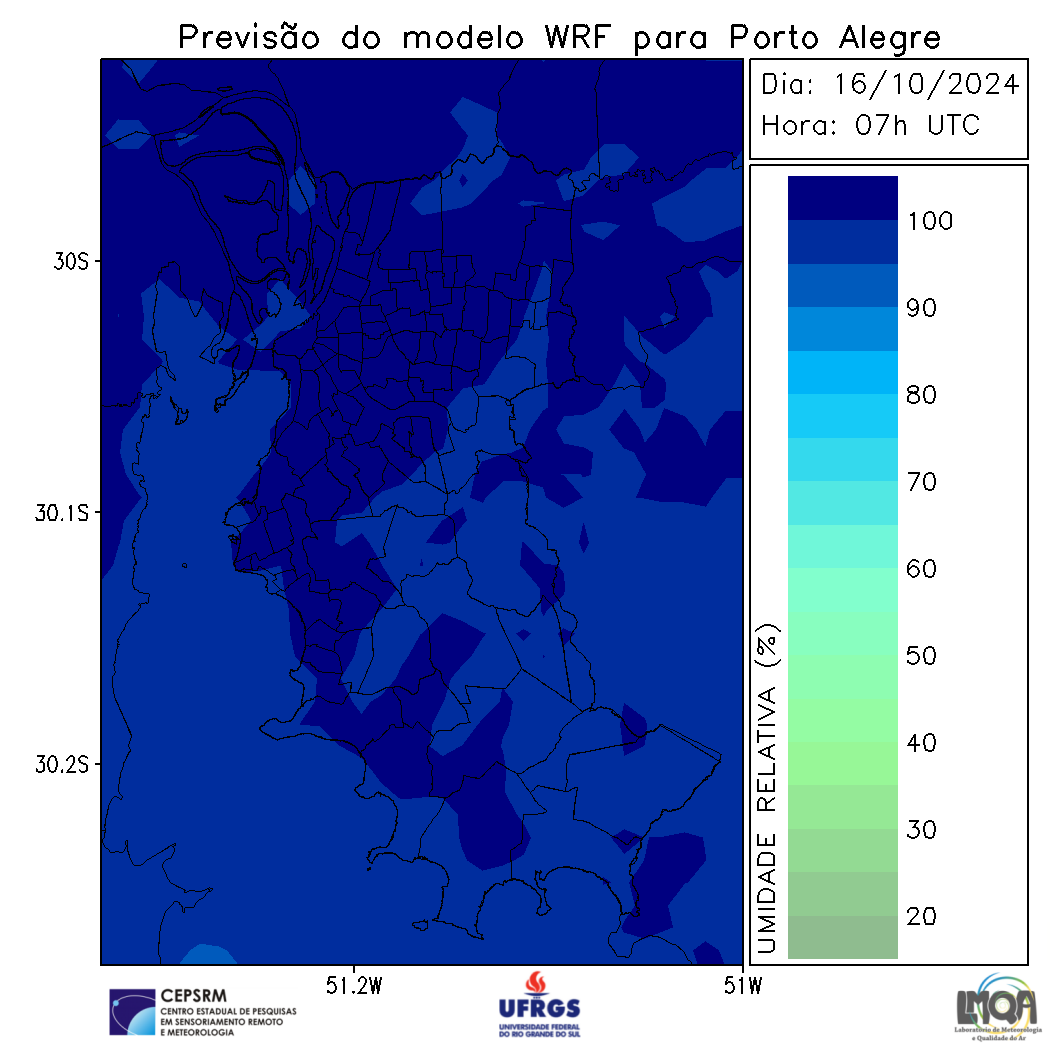 Previsão do modelo WRF para Porto Alegre
Dia: 16/10/2024
Hora: 07h UTC
100
90
80
70
60
50
40
30
20
UMIDADE RELATIVA (%)
30S
30.1S
30.2S
51.2W
51W
CEPSRM
CENTRO ESTADUAL DE PESQUISAS
EM SENSORIAMENTO REMOTO
E METEOROLOGIA
UFRGS
UNIVERSIDADE FEDERAL
DO RIO GRANDE DO SUL
LMQA
Laboratório de Meteorologia
e Qualidade do Ar